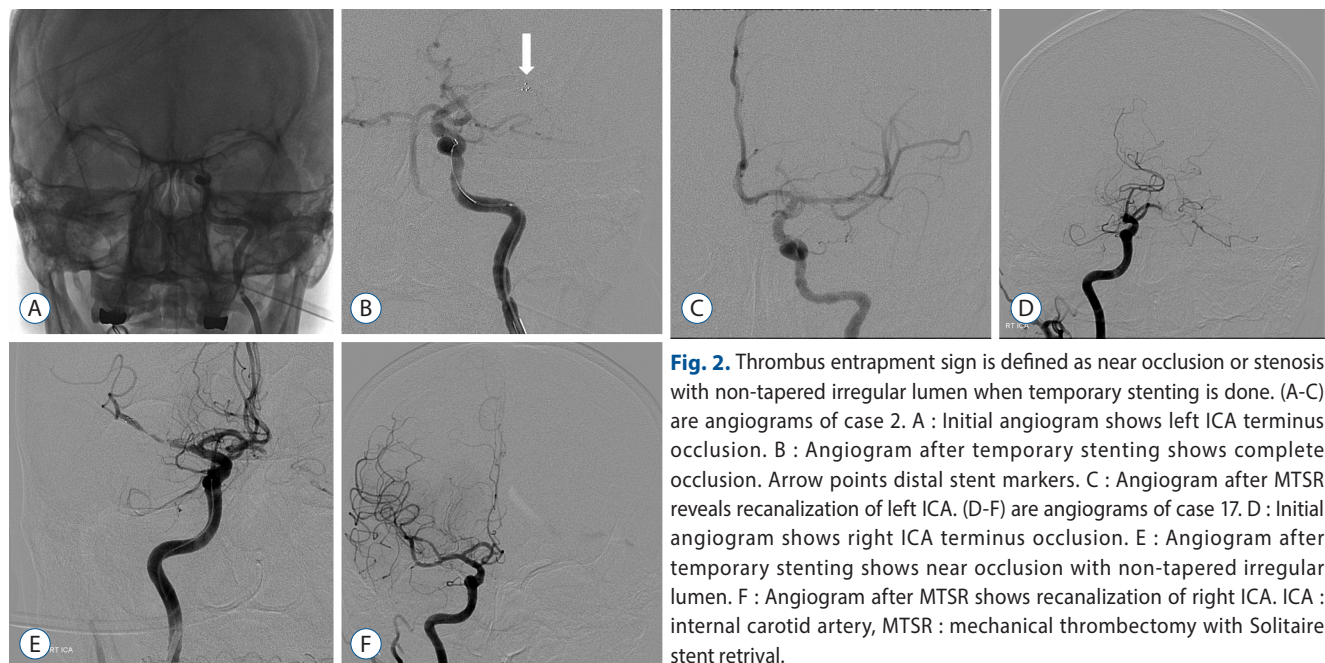 A
B
C
D
RT ICA
E
RT ICA
F
Fig. 2. Thrombus entrapment sign is defined as near occlusion or stenosis
with non-tapered irregular lumen when temporary stenting is done. (A-C)
are angiograms of case 2. A : Initial angiogram shows left ICA terminus
occlusion. B : Angiogram after temporary stenting shows complete
occlusion. Arrow points distal stent markers. C : Angiogram after MTSR
reveals recanalization of left ICA. (D-F) are angiograms of case 17. D : Initial
angiogram shows right ICA terminus occlusion. E : Angiogram after
temporary stenting shows near occlusion with non-tapered irregular
lumen. F : Angiogram after MTSR shows recanalization of right ICA. ICA :
internal carotid artery, MTSR : mechanical thrombectomy with Solitaire
stent retrival.